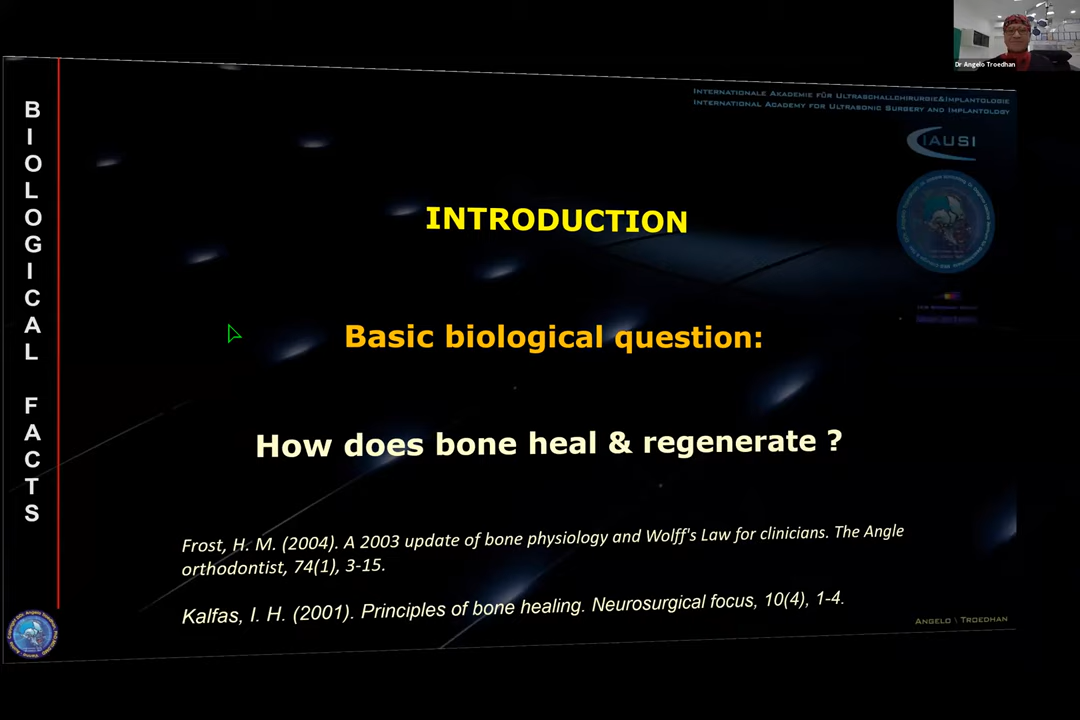 Dr Angelo Troedhan
INTERNATIONALE AKADEMIE FÜR ULTRASCHALLCHIRURGIE&IMPLANTOLOGIE
INTERNATIONAL ACADEMY FOR ULTRASONIC SURGERY AND IMPLANTOLOGY
IAUSI
BIOLOGICAL FACTS
INTRODUCTION
Basic biological question:
How does bone heal & regenerate ?
Frost, H. M. (2004). A 2003 update of bone physiology and Wolff's Law for clinicians. The Angle
orthodontist, 74(1), 3-15.
Kalfas, I. H. (2001). Principles of bone healing. Neurosurgical focus, 10(4), 1-4.
ANGELO \ TROEDHAN